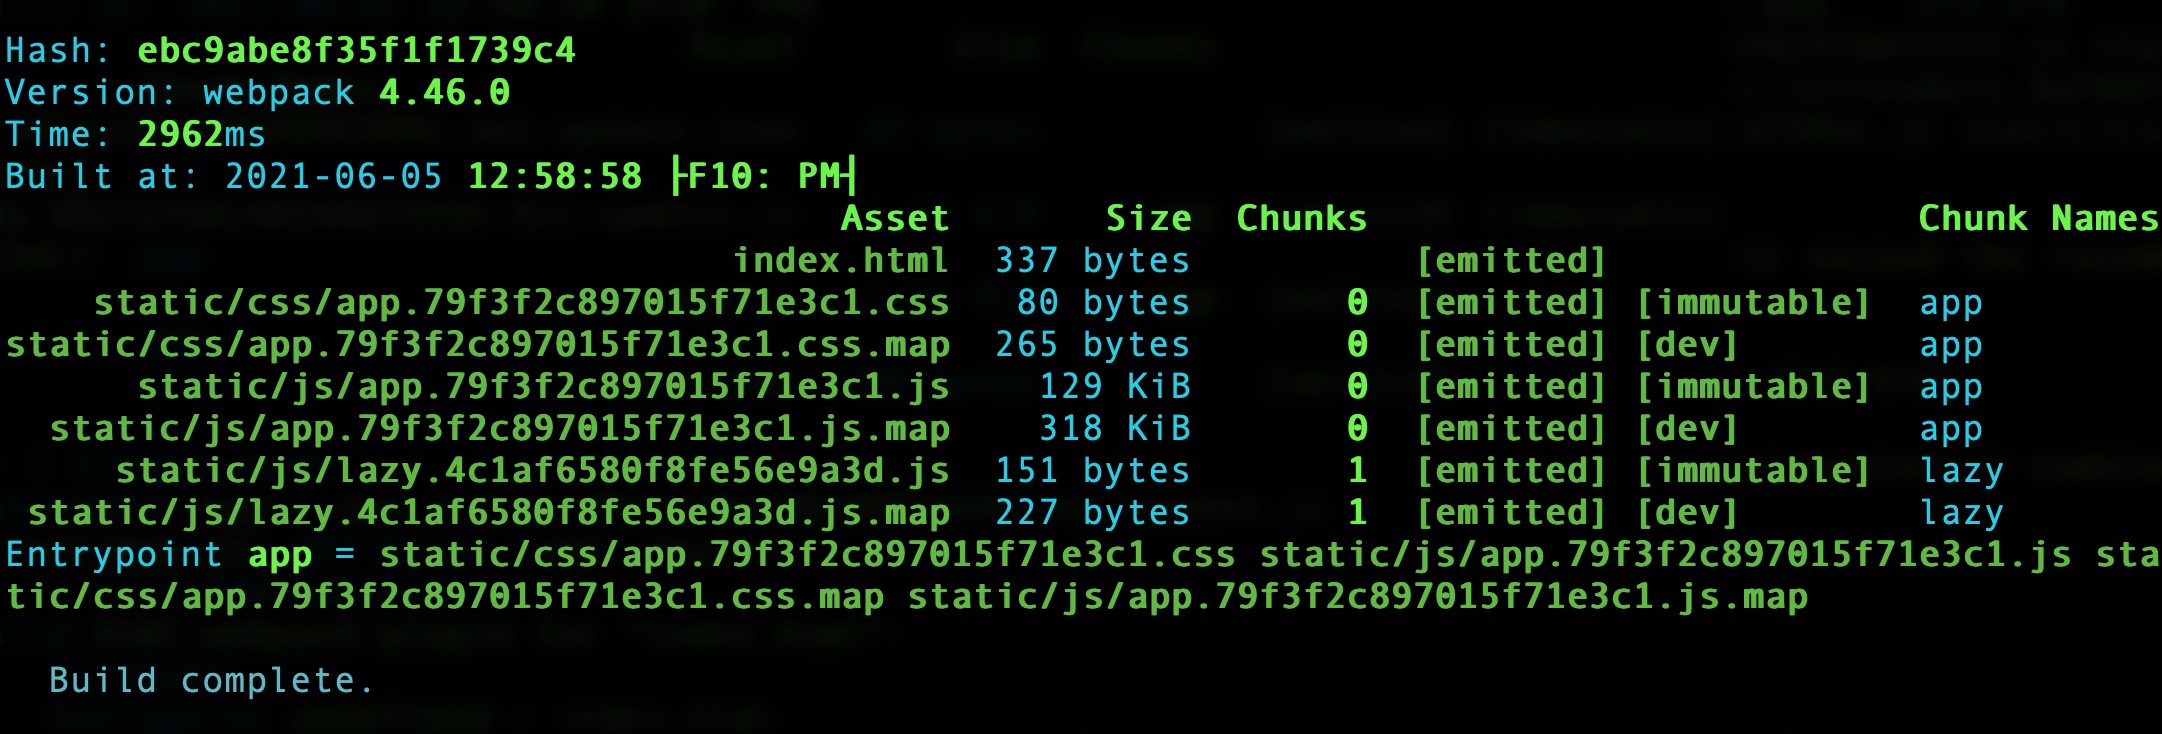 Hash: ebc9abe8f35f1f1739c4
Version: webpack 4.46.0
Time: 2962ms
Built at: 2021-06-05 12:58:58 ├F10: PM┤
Asset Size Chunks Chunk Names
index.html 337 bytes [emitted]
static/css/app.79f3f2c897015f71e3c1.css 80 bytes 0 [emitted] [immutable] app
static/css/app.79f3f2c897015f71e3c1.css.map 265 bytes 0 [emitted] [dev] app
static/js/app.79f3f2c897015f71e3c1.js 129 KiB 0 [emitted] [immutable] app
static/js/app.79f3f2c897015f71e3c1.js.map 318 KiB 0 [emitted] [dev] app
static/js/lazy.4c1af6580f8fe56e9a3d.js 151 bytes 1 [emitted] [immutable] lazy
static/js/lazy.4c1af6580f8fe56e9a3d.js.map 227 bytes 1 [emitted] [dev] lazy
Entrypoint app = static/css/app.79f3f2c897015f71e3c1.css static/js/app.79f3f2c897015f71e3c1.js sta
tic/css/app.79f3f2c897015f71e3c1.css.map static/js/app.79f3f2c897015f71e3c1.js.map
Build complete.